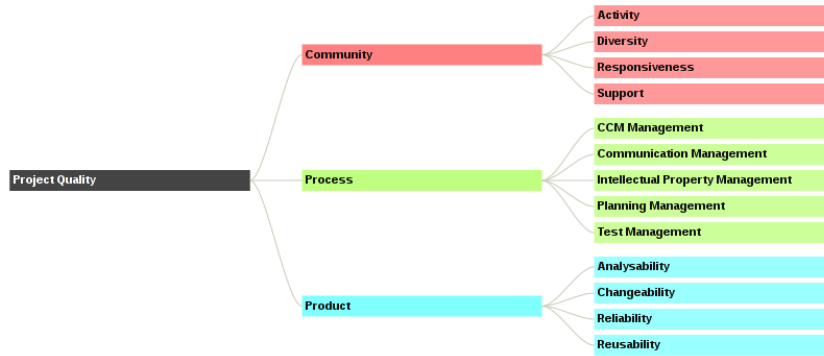 Project Quality
Community
Activity
Diversity
Responsiveness
Support
Process
CCM Management
Communication Management
Intellectual Property Management
Planning Management
Test Management
Product
Analysability
Changeability
Reliability
Reusability